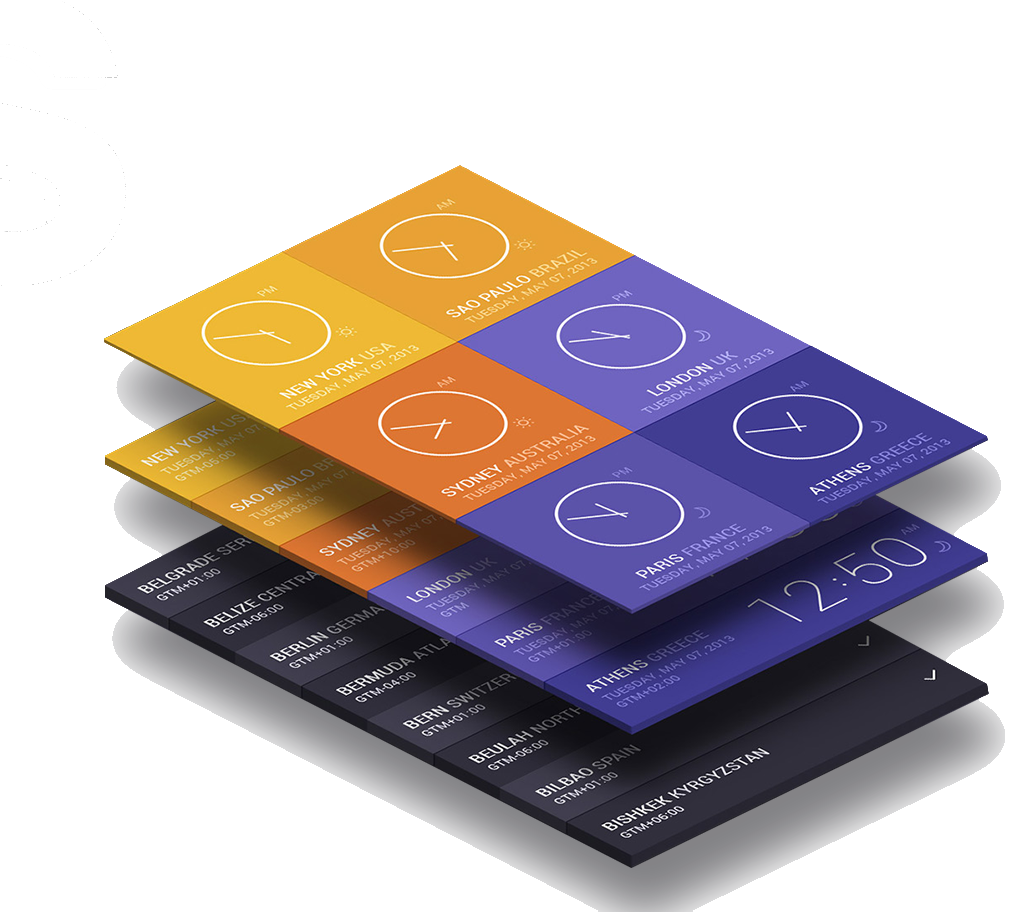 AM
SAO PAULO BRAZIL
TUESDAY, MAY 07, 2013
PM
NEW YORK USA
TUESDAY, MAY 07, 2013
PM
LONDON UK
TUESDAY, MAY 07, 2013
AM
SYDNEY AUSTRALIA
TUESDAY, MAY 07, 2013
AM
ATHENS GREECE
TUESDAY, MAY 07, 2013
PM
PARIS FRANCE
TUESDAY, MAY 07, 2013
NEW YORK US
TUESDAY, MAY 07
GTM-05:00
SAO PAULO BR
TUESDAY, MAY 07, 20
GTM-03:00
SYDNEY AUST
TUESDAY, MAY 07,
GTM+10:00
LONDON UK
TUESDAY, MAY 07,
GTM
PARIS FRANCE
TUESDAY, MAY 07, 2013
GTM+01:00
ATHENS GREECE
TUESDAY, MAY 07, 2013
GTM+02:00
12:50
AM
BELGRADE SER
GTM+01:00
BELIZE CENTRA
GTM-06:00
BERLIN GERMA
GTM+01:00
BERMUDA ATLA
GTM-04:00
BERN SWITZER
GTM+01:00
BEULAH NORTH
GTM-06:00
BILBAO SPAIN
GTM+01:00
BISHKEK KYRGYZSTAN
GTM+06:00